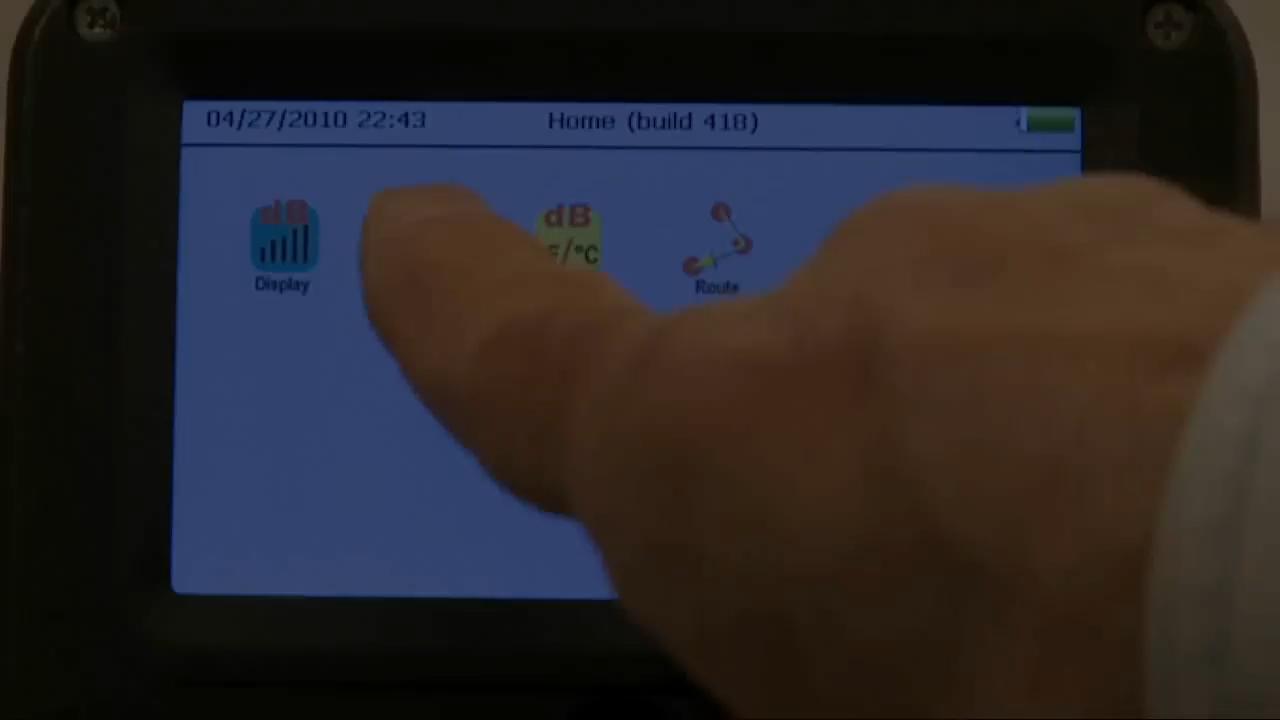 04/27/2010 22:43
Home (build 418)
dB
Display
dB
F/°C
Route